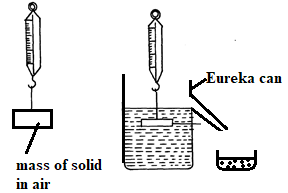 Eureka can
mass of solid
in air